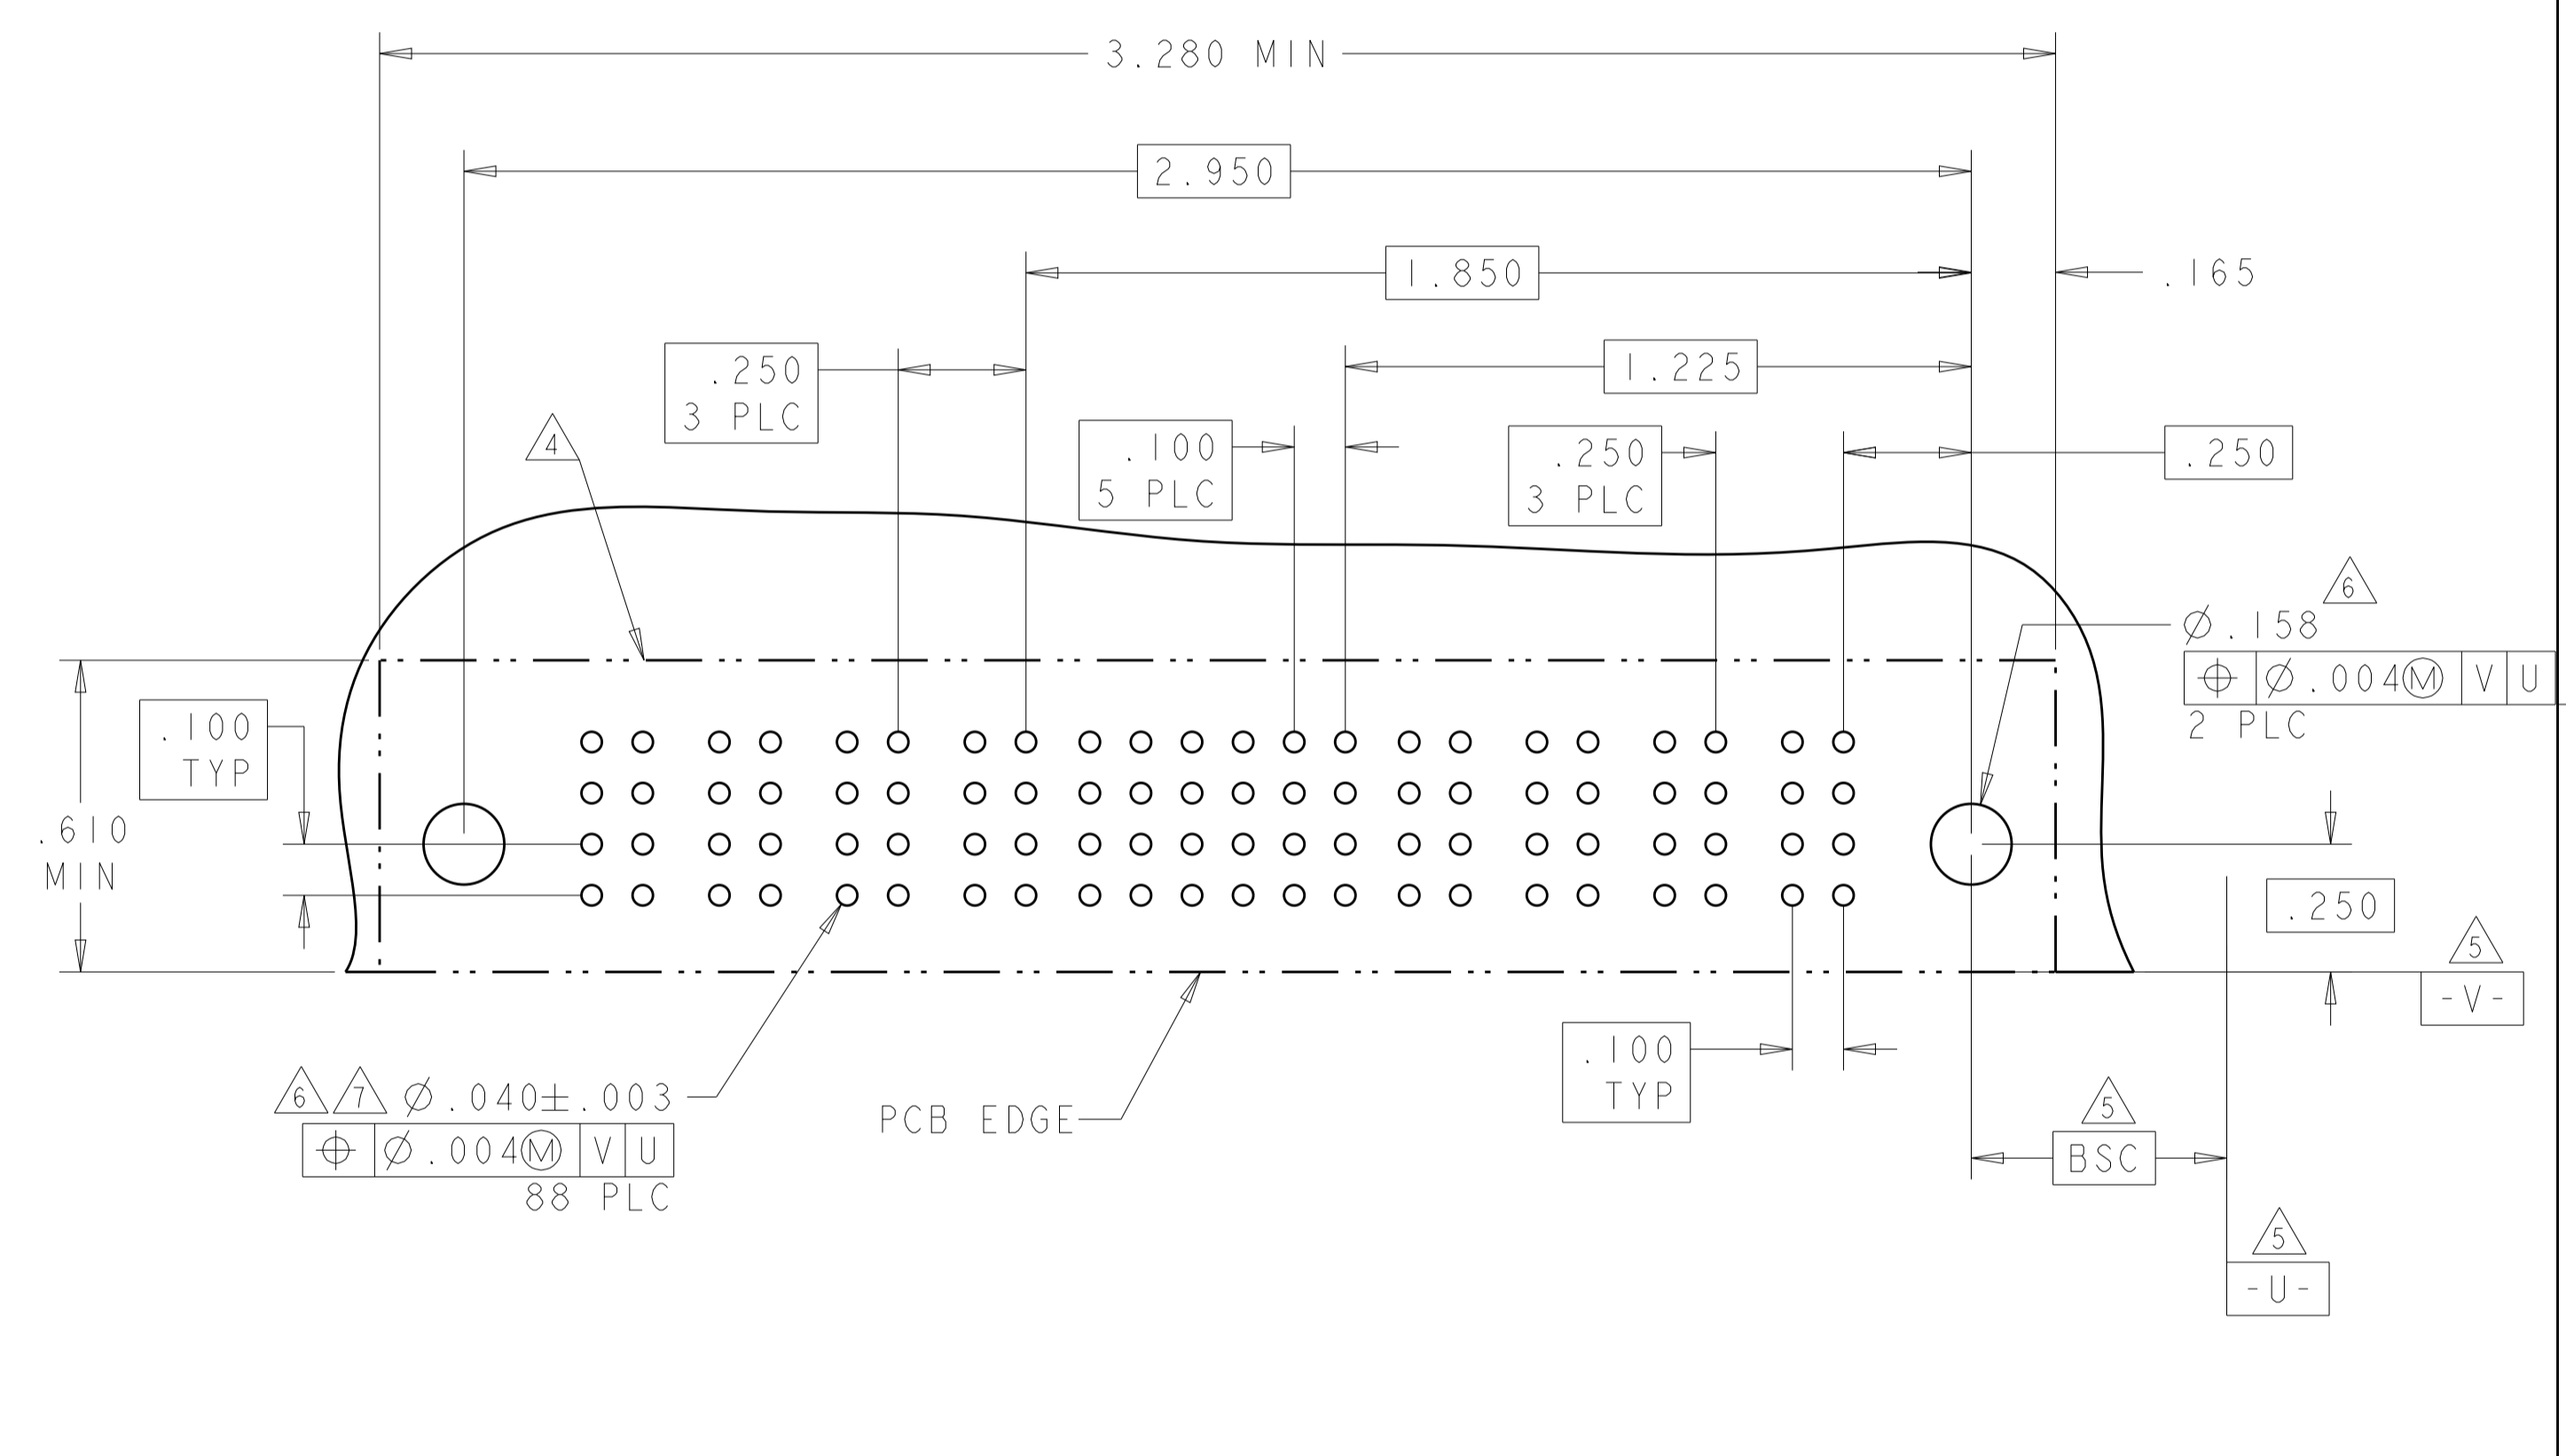 3.280 MIN
2.950
1.850
.165
.250
3 PLC
1.225
.100
5 PLC
.250
3 PLC
.250
4
6
Ø.158
⌖ Ø.004Ⓜ V U
2 PLC
.100
TYP
.610
MIN
.250
5
-V-
6 7 Ø.040±.003
⌖ Ø.004Ⓜ V U
88 PLC
PCB EDGE
.100
TYP
5
BSC
5
-U-